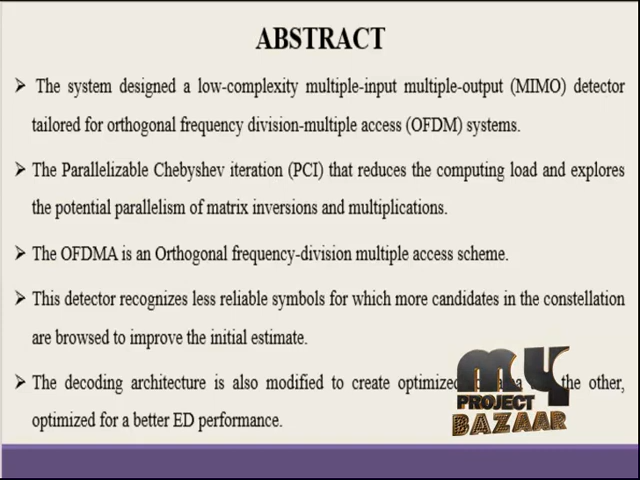 ABSTRACT
➢ The system designed a low-complexity multiple-input multiple-output (MIMO) detector
tailored for orthogonal frequency division-multiple access (OFDM) systems.
➢ The Parallelizable Chebyshev iteration (PCI) that reduces the computing load and explores
the potential parallelism of matrix inversions and multiplications.
➢ The OFDMA is an Orthogonal frequency-division multiple access scheme.
➢ This detector recognizes less reliable symbols for which more candidates in the constellation
are browsed to improve the initial estimate.
➢ The decoding architecture is also modified to create optimized the other,
optimized for a better ED performance.
MY
PROJECT
BAZAAR